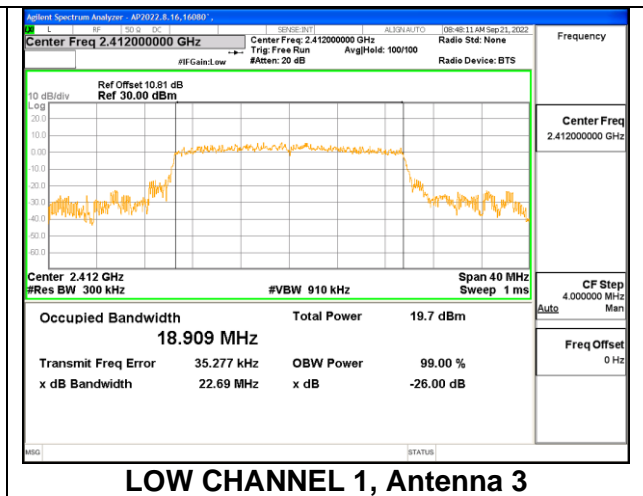 Agilent Spectrum Analyzer - AP2022.8.16,16080`,
L RF 50 Ω DC SENSE:INT ALIGN AUTO 08:48:11 AM Sep 21, 2022
Center Freq 2.412000000 GHz Center Freq: 2.412000000 GHz Radio Std: None
Trig: Free Run Avg|Hold: 100/100
#IFGain:Low #Atten: 20 dB Radio Device: BTS
Frequency
Ref Offset 10.81 dB
10 dB/div Ref 30.00 dBm
Log
20.0
10.0
0.00
-10.0
-20.0
-30.0
-40.0
-50.0
-60.0
Center Freq
2.412000000 GHz
Center 2.412 GHz Span 40 MHz
#Res BW 300 kHz #VBW 910 kHz Sweep 1 ms
CF Step
4.000000 MHz
Auto Man
Occupied Bandwidth Total Power 19.7 dBm
18.909 MHz
Transmit Freq Error 35.277 kHz OBW Power 99.00 %
x dB Bandwidth 22.69 MHz x dB -26.00 dB
Freq Offset
0 Hz
MSG STATUS
LOW CHANNEL 1, Antenna 3